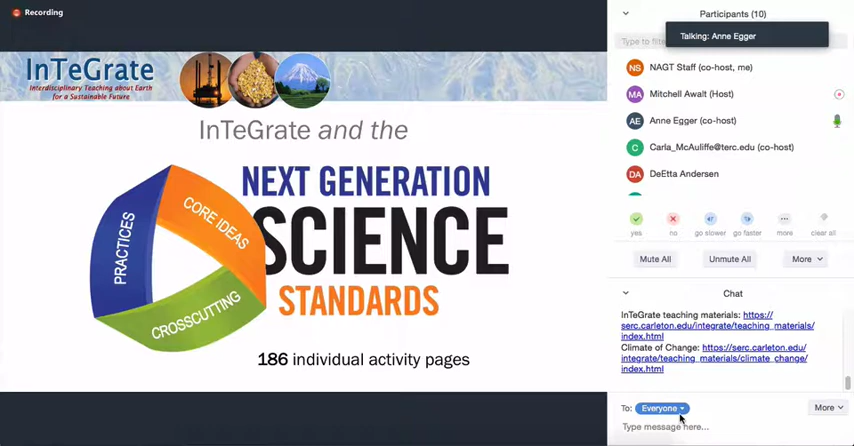 Recording
InTeGrate
Interdisciplinary Teaching about Earth
for a Sustainable Future
InTeGrate and the
NEXT GENERATION
SCIENCE
STANDARDS
PRACTICES
CORE IDEAS
CROSSCUTTING
186 individual activity pages
Participants (10)
Talking: Anne Egger
Type to filte
NS NAGT Staff (co-host, me)
MA Mitchell Awalt (Host)
AE Anne Egger (co-host)
C Carla_McAuliffe@terc.edu (co-host)
DA DeEtta Andersen
yes no go slower go faster more clear all
Mute All Unmute All More
Chat
InTeGrate teaching materials: https://
serc.carleton.edu/integrate/teaching_materials/
index.html
Climate of Change: https://serc.carleton.edu/
integrate/teaching_materials/climate_change/
index.html
To: Everyone More
Type message here...